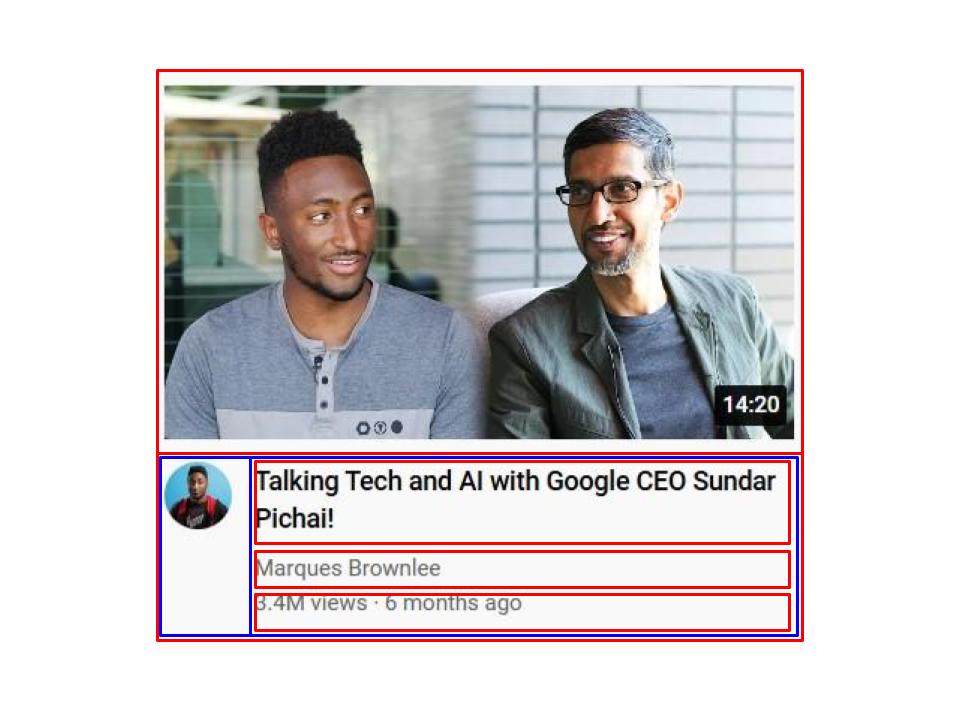 14:20
Talking Tech and AI with Google CEO Sundar
Pichai!
Marques Brownlee
3.4M views · 6 months ago